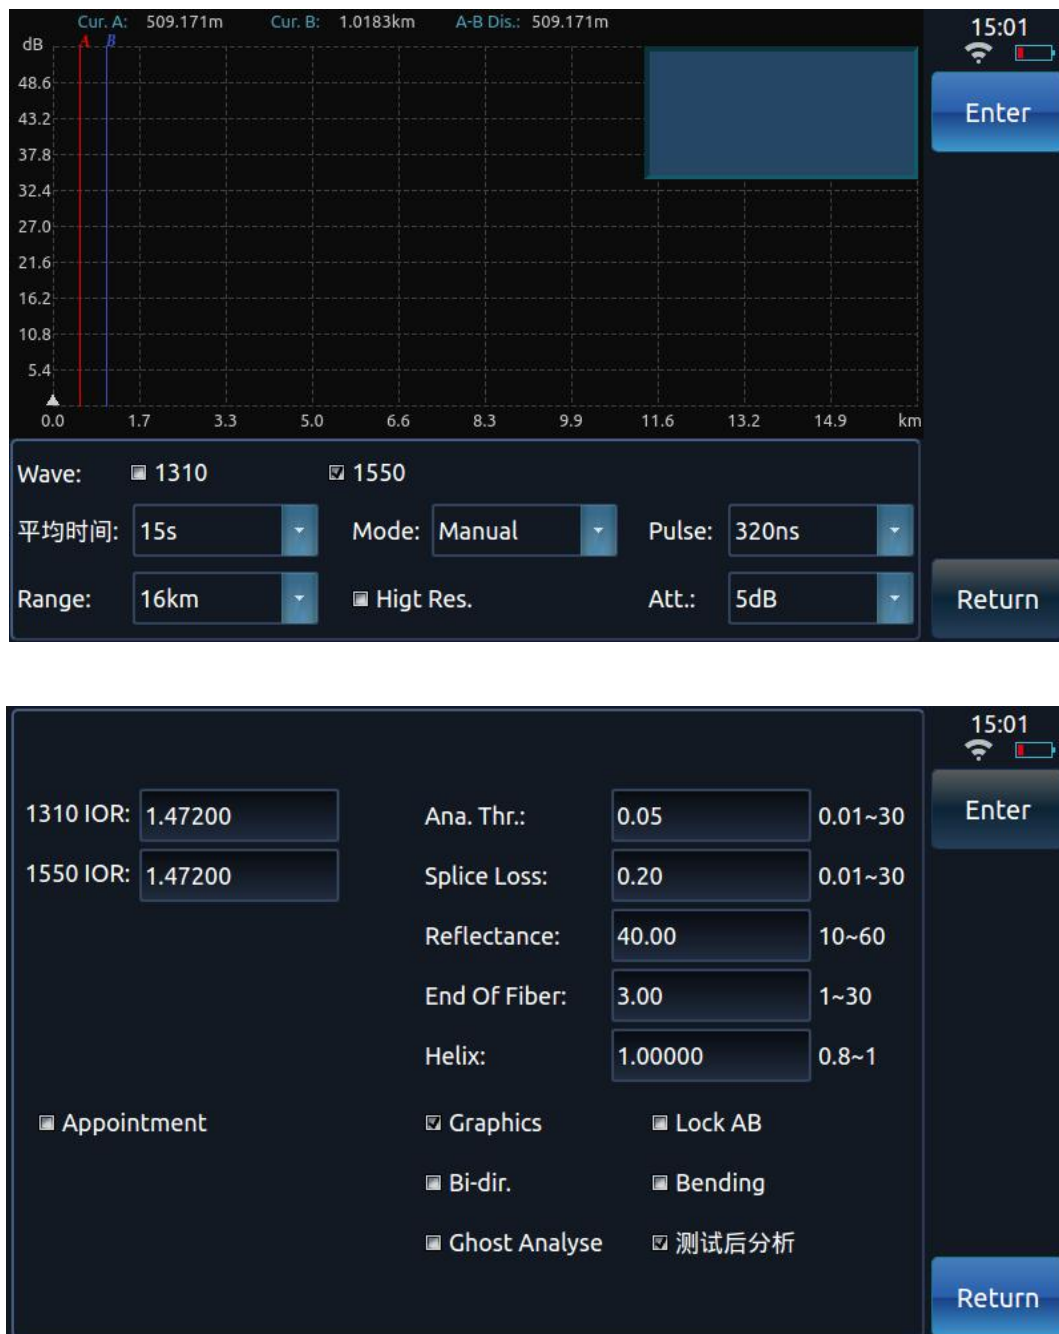 Cur. A: 509.171m Cur. B: 1.0183km A-B Dis.: 509.171m
15:01
dB
A B
48.6
Enter
43.2
37.8
32.4
27.0
21.6
16.2
10.8
5.4
0.0 1.7 3.3 5.0 6.6 8.3 9.9 11.6 13.2 14.9 km
Wave: 1310 1550
平均时间: 15s Mode: Manual Pulse: 320ns
Range: 16km Higt Res. Att.: 5dB
Return
15:01
1310 IOR: 1.47200 Ana. Thr.: 0.05 0.01~30
Enter
1550 IOR: 1.47200 Splice Loss: 0.20 0.01~30
Reflectance: 40.00 10~60
End Of Fiber: 3.00 1~30
Helix: 1.00000 0.8~1
Appointment Graphics Lock AB
Bi-dir. Bending
Ghost Analyse 测试后分析
Return